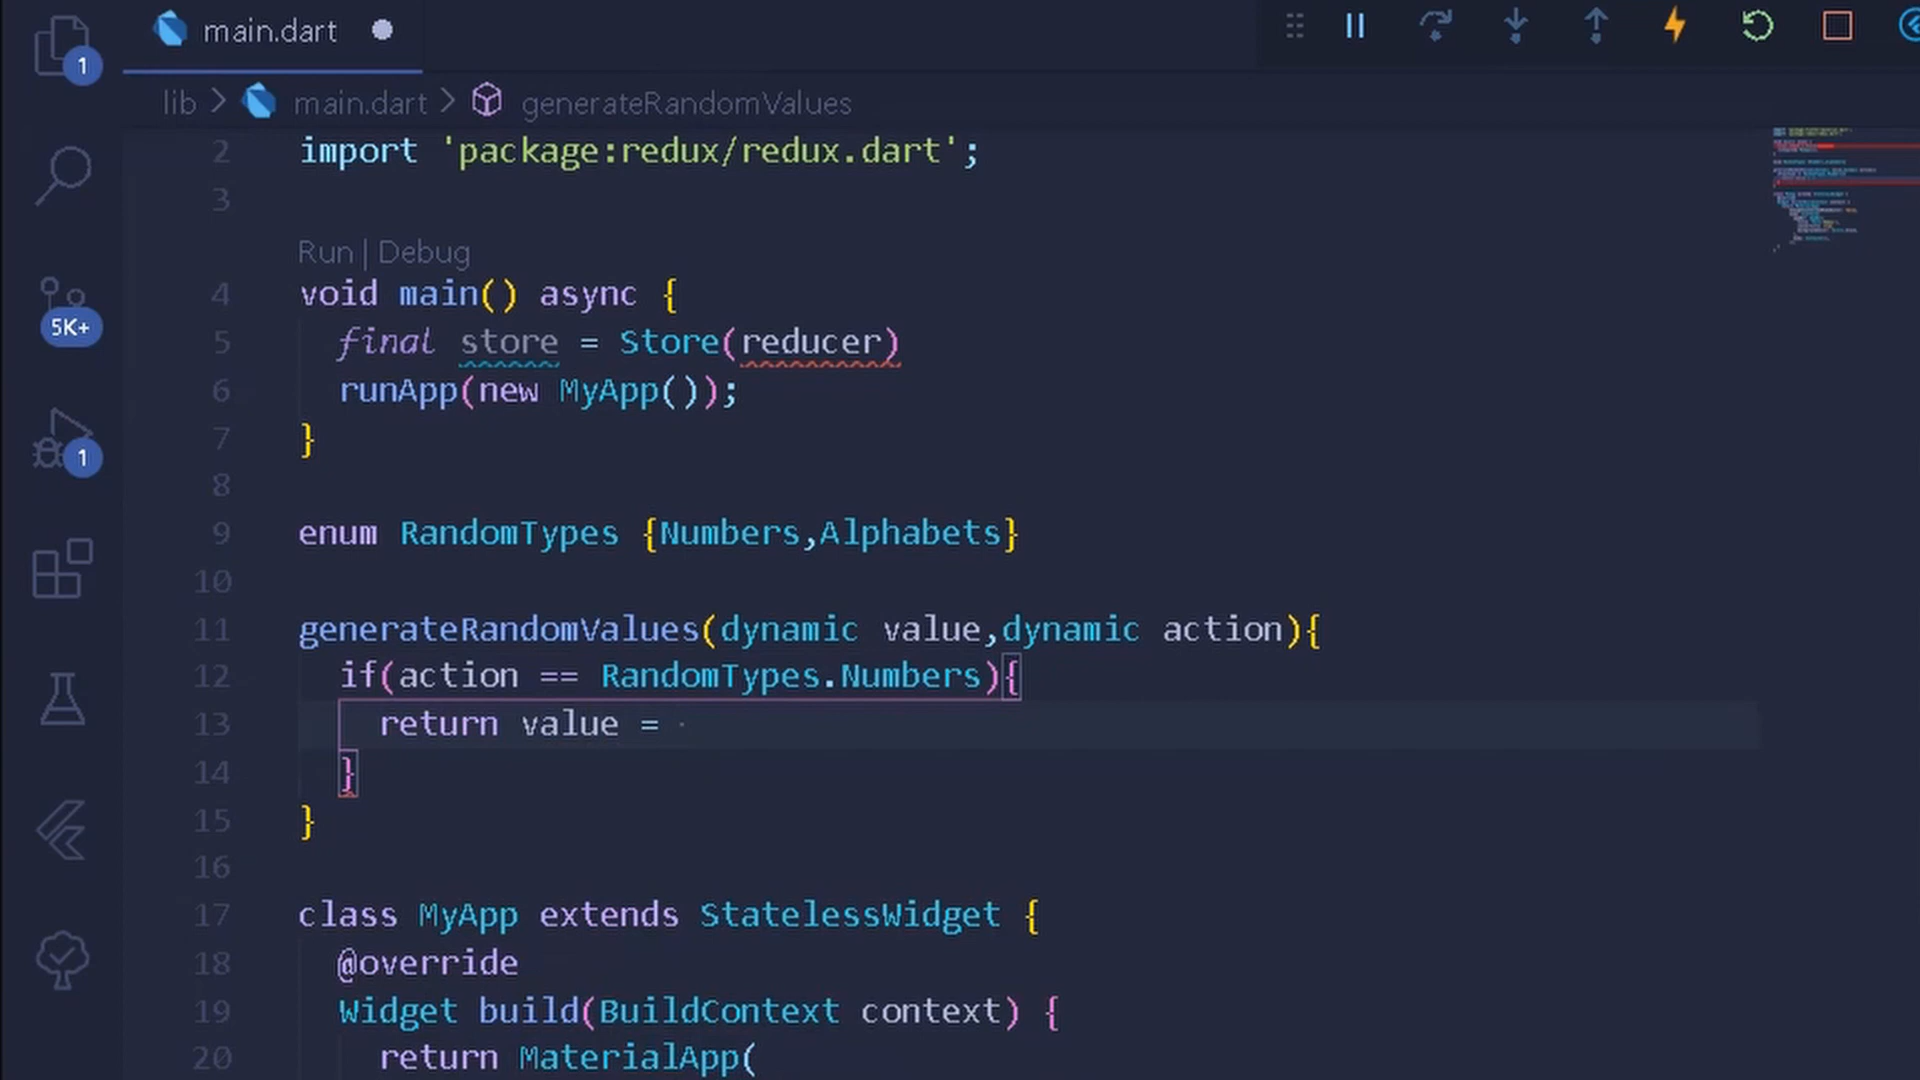 main.dart
1
lib > main.dart > generateRandomValues
2 import 'package:redux/redux.dart';
3
Run | Debug
4 void main() async {
5K+
5 final store = Store(reducer)
6 runApp(new MyApp());
7 }
1
8
9 enum RandomTypes {Numbers,Alphabets}
10
11 generateRandomValues(dynamic value,dynamic action){
12 if(action == RandomTypes.Numbers){
13 return value =
14 }
15 }
16
17 class MyApp extends StatelessWidget {
18 @override
19 Widget build(BuildContext context) {
20 return MaterialApp(